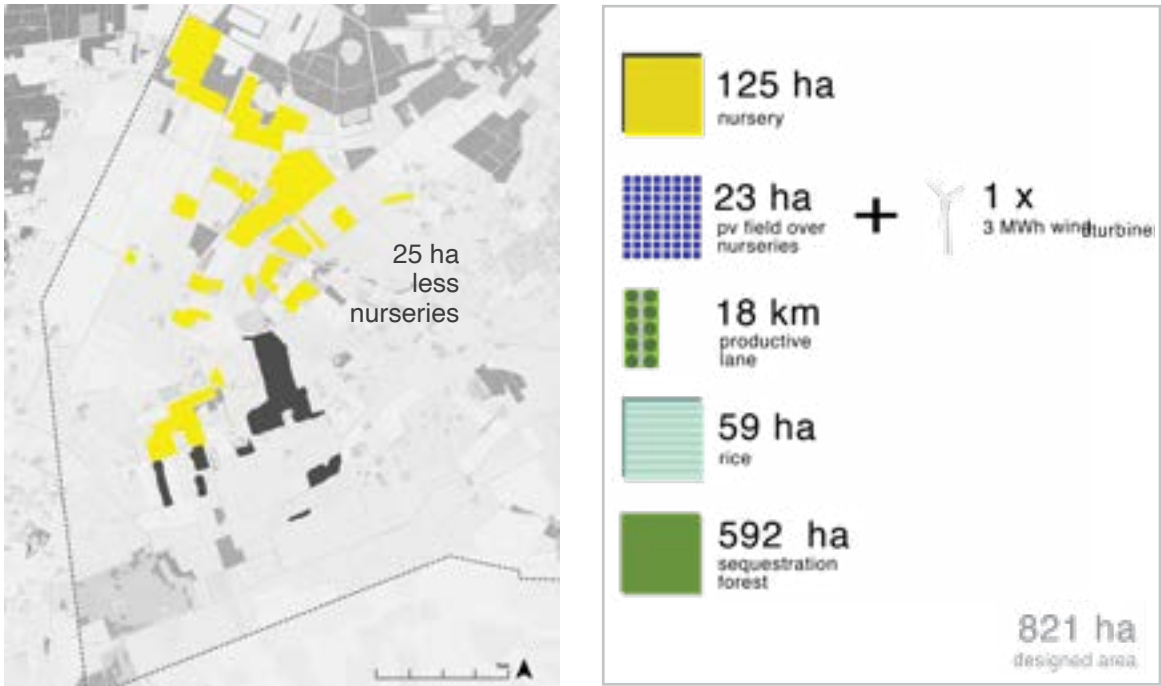 25 ha
less
nurseries
125 ha
nursery
23 ha
pv field over
nurseries
+
1 x
3 MWh wind turbine
18 km
productive
lane
59 ha
rice
592 ha
sequestration
forest
821 ha
designed area